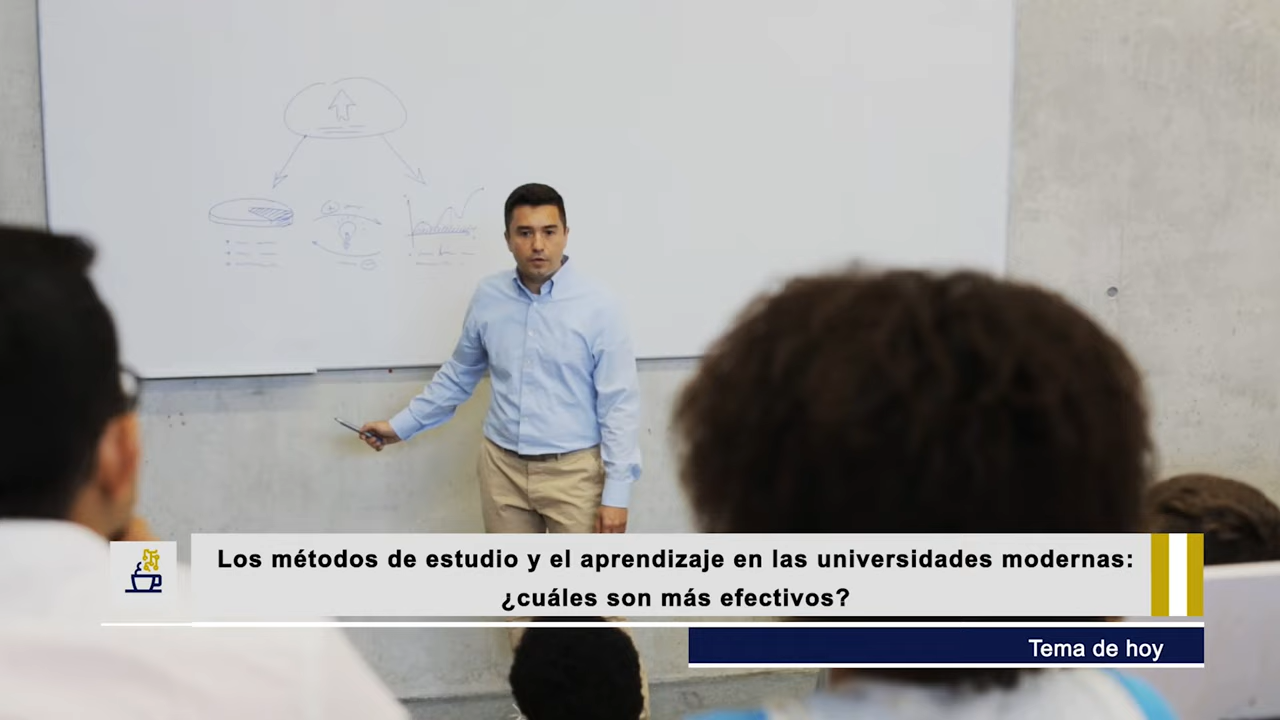 Los métodos de estudio y el aprendizaje en las universidades modernas:
¿cuáles son más efectivos?
Tema de hoy